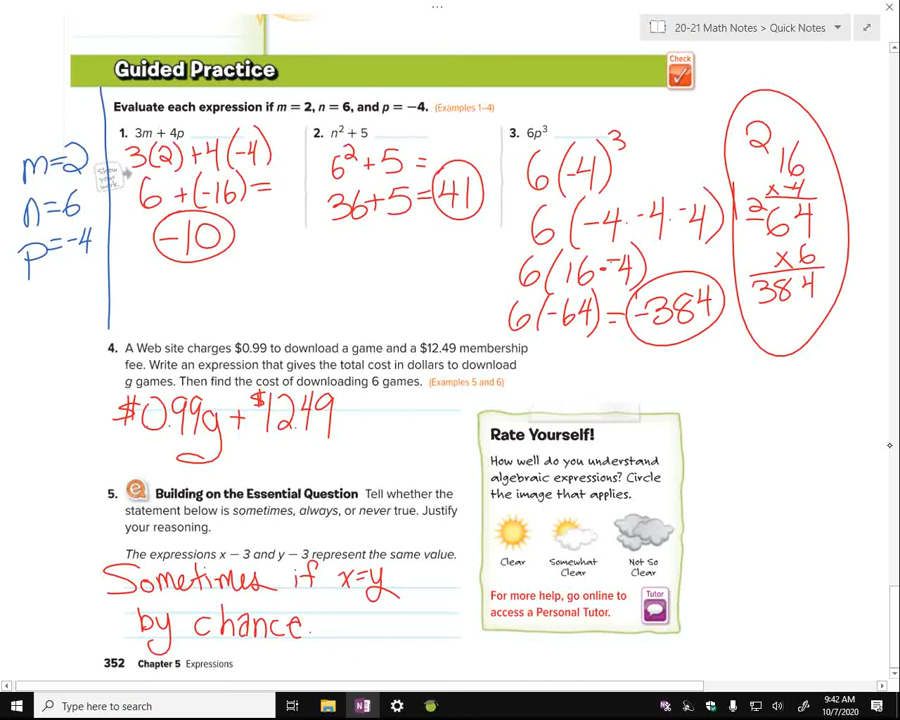 20-21 Math Notes > Quick Notes
Guided Practice
Check
Evaluate each expression if m = 2, n = 6, and p = −4. (Examples 1–4)
m=2
n=6
p=-4
1. 3m + 4p
show your work.
3(2)+4(-4)
6 +(-16)=
-10
2. n² + 5
6²+5=
36+5=41
3. 6p³
6(-4)³
6(-4·-4·-4)
6(16·-4)
6(-64)=-384
2
16
x-4
12
-64
x6
384
4. A Web site charges $0.99 to download a game and a $12.49 membership
fee. Write an expression that gives the total cost in dollars to download
g games. Then find the cost of downloading 6 games. (Examples 5 and 6)
$0.99g+$12.49
5. Building on the Essential Question Tell whether the
statement below is sometimes, always, or never true. Justify
your reasoning.
The expressions x − 3 and y − 3 represent the same value.
Sometimes if x=y
by chance.
Rate Yourself!
How well do you understand
algebraic expressions? Circle
the image that applies.
Clear
Somewhat Clear
Not So Clear
For more help, go online to
access a Personal Tutor.
Tutor
352 Chapter 5 Expressions
Type here to search
9:42 AM
10/7/2020